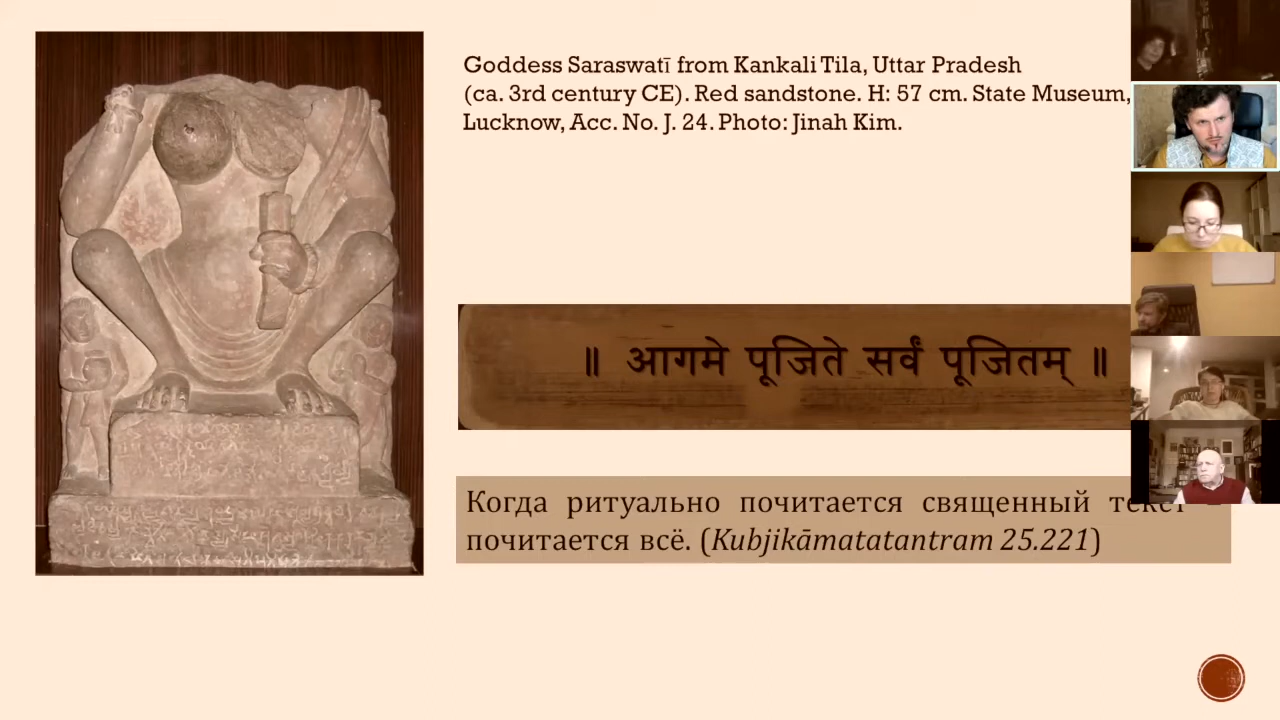 Goddess Saraswatī from Kankali Tila, Uttar Pradesh
(ca. 3rd century CE). Red sandstone. H: 57 cm. State Museum,
Lucknow, Acc. No. J. 24. Photo: Jinah Kim.
॥ आगमे पूजिते सर्वं पूजितम् ॥
Когда ритуально почитается священный текст –
почитается всё. (Kubjikāmatatantram 25.221)